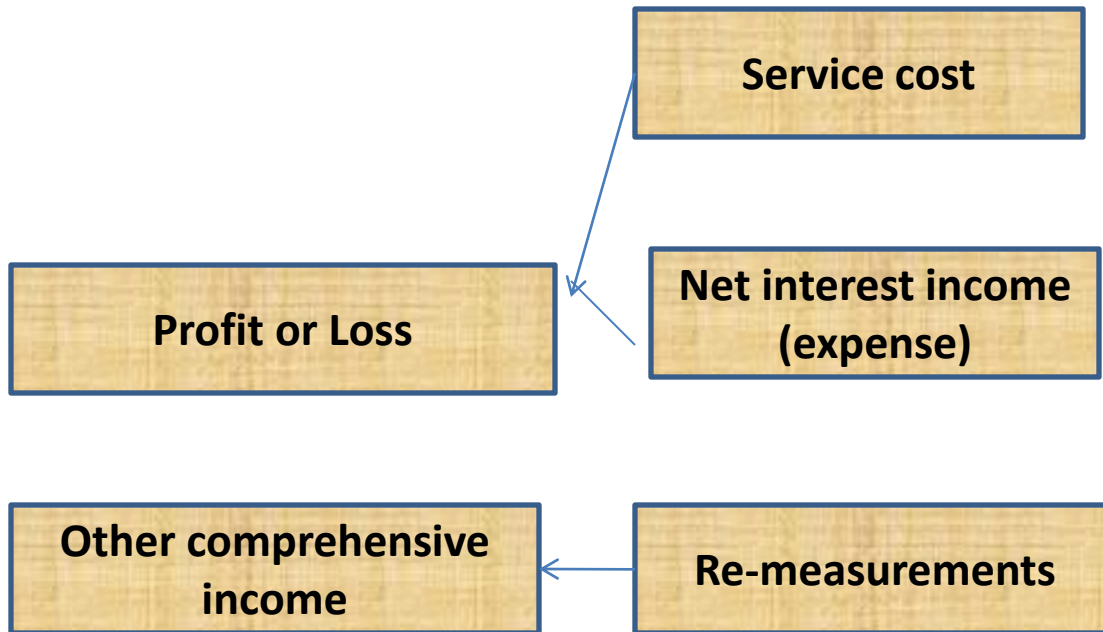 Service cost
Net interest income
(expense)
Profit or Loss
Other comprehensive
income
Re-measurements